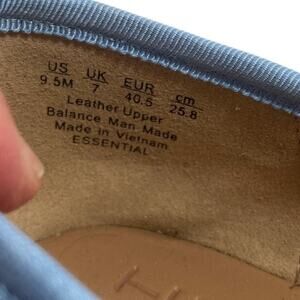 US UK EUR cm
9.5M 7 40.5 25.8
Leather Upper
Balance Man Made
Made in Vietnam
ESSENTIAL